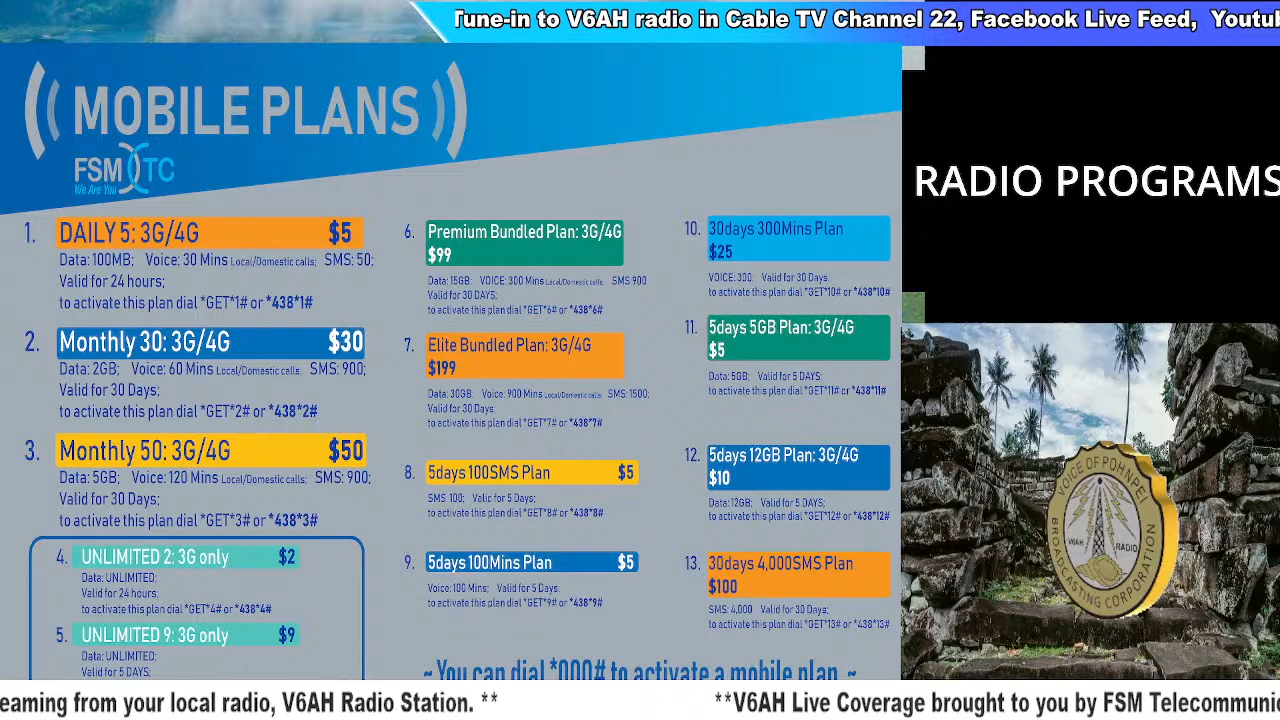 Tune-in to V6AH radio in Cable TV Channel 22, Facebook Live Feed, Youtub
MOBILE PLANS
FSMTC
We Are You
1. DAILY 5: 3G/4G $5
Data: 100MB; Voice: 30 Mins Local/Domestic calls; SMS: 50;
Valid for 24 hours;
to activate this plan dial *GET*1# or *438*1#
2. Monthly 30: 3G/4G $30
Data: 2GB; Voice: 60 Mins Local/Domestic calls. SMS: 900;
Valid for 30 Days;
to activate this plan dial *GET*2# or *438*2#
3. Monthly 50: 3G/4G $50
Data: 5GB; Voice: 120 Mins Local/Domestic calls; SMS: 900;
Valid for 30 Days;
to activate this plan dial *GET*3# or *438*3#
4. UNLIMITED 2: 3G only $2
Data: UNLIMITED;
Valid for 24 hours;
to activate this plan dial *GET*4# or *438*4#
5. UNLIMITED 9: 3G only $9
Data: UNLIMITED;
Valid for 5 DAYS;
6. Premium Bundled Plan: 3G/4G
$99
Data: 15GB; VOICE: 300 Mins Local/Domestic calls. SMS 900
Valid for 30 DAYS;
to activate this plan dial *GET*6# or *438*6#
7. Elite Bundled Plan: 3G/4G
$199
Data: 30GB; Voice: 900 Mins Local/Domestic calls; SMS: 1500;
Valid for 30 Days;
to activate this plan dial *GET*7# or *438*7#
8. 5days 100SMS Plan $5
SMS 100; Valid for 5 Days;
to activate this plan dial *GET*8# or *438*8#
9. 5days 100Mins Plan $5
Voice: 100 Mins; Valid for 5 Days;
to activate this plan dial *GET*9# or *438*9#
10. 30days 300Mins Plan
$25
VOICE: 300 Valid for 30 Days;
to activate this plan dial *GET*10# or *438*10#
11. 5days 5GB Plan: 3G/4G
$5
Data: 5GB; Valid for 5 DAYS;
to activate this plan dial *GET*11# or *438*11#
12. 5days 12GB Plan: 3G/4G
$10
Data: 12GB; Valid for 5 DAYS;
to activate this plan dial *GET*12# or *438*12#
13. 30days 4,000SMS Plan
$100
SMS: 4,000 Valid for 30 Days;
to activate this plan dial *GET*13# or *438*13#
~ You can dial *000# to activate a mobile plan ~
RADIO PROGRAMS
VOICE OF POHNPEI
V6AH RADIO
BROADCASTING CORPORATION
eaming from your local radio, V6AH Radio Station. ** **V6AH Live Coverage brought to you by FSM Telecommunic